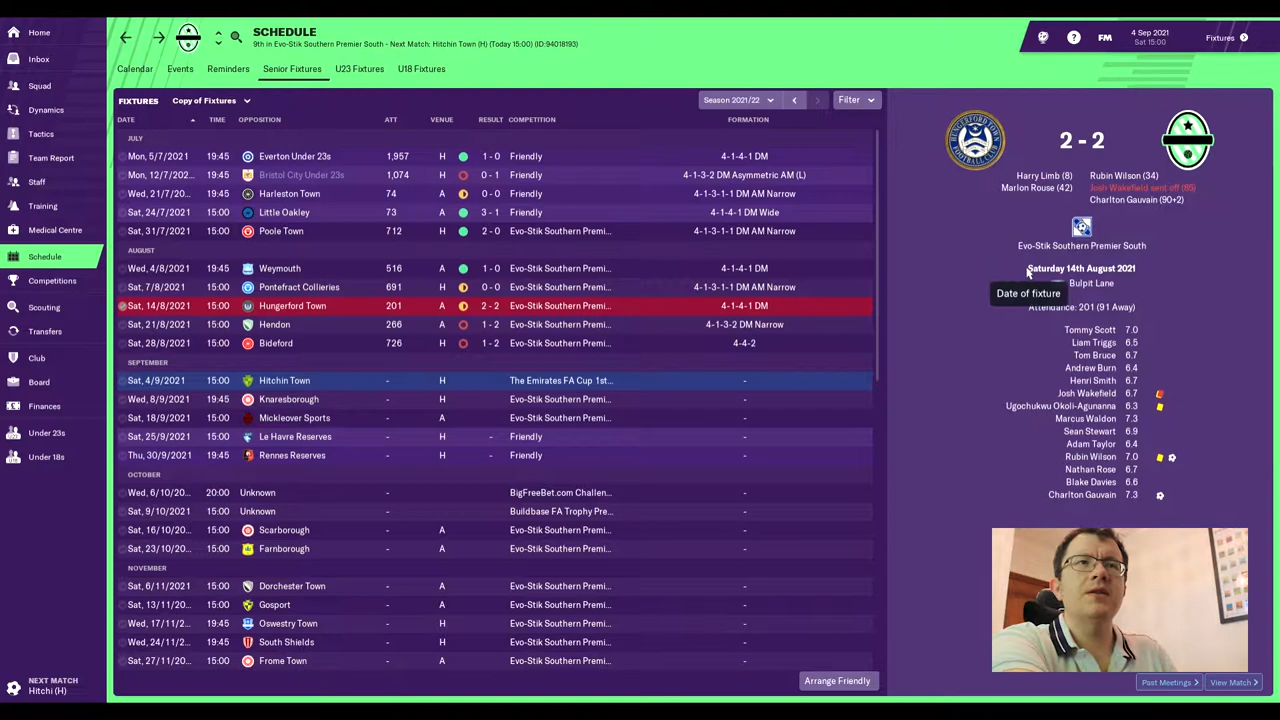 Home
Inbox
Squad
Dynamics
Tactics
Team Report
Staff
Training
Medical Centre
Schedule
Competitions
Scouting
Transfers
Club
Board
Finances
Under 23s
Under 18s
NEXT MATCH
Hitchi (H)
SCHEDULE
9th in Evo-Stik Southern Premier South - Next Match: Hitchin Town (H) (Today 15:00) (ID:94018193)
FM
4 Sep 2021
Sat 15:00
Fixtures
Calendar Events Reminders Senior Fixtures U23 Fixtures U18 Fixtures
FIXTURES Copy of Fixtures Season 2021/22 Filter
DATE TIME OPPOSITION ATT VENUE RESULT COMPETITION FORMATION
JULY
Mon, 5/7/2021 19:45 Everton Under 23s 1,957 H 1 - 0 Friendly 4-1-4-1 DM
Mon, 12/7/202... 19:45 Bristol City Under 23s 1,074 H 0 - 1 Friendly 4-1-3-2 DM Asymmetric AM (L)
Wed, 21/7/20... 19:45 Harleston Town 74 A 0 - 0 Friendly 4-1-3-1-1 DM AM Narrow
Sat, 24/7/2021 15:00 Little Oakley 73 A 3 - 1 Friendly 4-1-4-1 DM Wide
Sat, 31/7/2021 15:00 Poole Town 712 H 2 - 0 Evo-Stik Southern Premi... 4-1-3-1-1 DM AM Narrow
AUGUST
Wed, 4/8/2021 19:45 Weymouth 516 A 1 - 0 Evo-Stik Southern Premi... 4-1-4-1 DM
Sat, 7/8/2021 15:00 Pontefract Collieries 691 H 0 - 0 Evo-Stik Southern Premi... 4-1-3-1-1 DM AM Narrow
Sat, 14/8/2021 15:00 Hungerford Town 201 A 2 - 2 Evo-Stik Southern Premi... 4-1-4-1 DM
Sat, 21/8/2021 15:00 Hendon 266 A 1 - 2 Evo-Stik Southern Premi... 4-1-3-2 DM Narrow
Sat, 28/8/2021 15:00 Bideford 726 H 1 - 2 Evo-Stik Southern Premi... 4-4-2
SEPTEMBER
Sat, 4/9/2021 15:00 Hitchin Town - H The Emirates FA Cup 1st... -
Wed, 8/9/2021 19:45 Knaresborough - H Evo-Stik Southern Premi... -
Sat, 18/9/2021 15:00 Mickleover Sports - A Evo-Stik Southern Premi... -
Sat, 25/9/2021 15:00 Le Havre Reserves - H - Friendly -
Thu, 30/9/2021 19:45 Rennes Reserves - H - Friendly -
OCTOBER
Wed, 6/10/20... 20:00 Unknown - BigFreeBet.com Challen... -
Sat, 9/10/2021 15:00 Unknown - Buildbase FA Trophy Pre... -
Sat, 16/10/20... 15:00 Scarborough - A Evo-Stik Southern Premi... -
Sat, 23/10/20... 15:00 Farnborough - A Evo-Stik Southern Premi... -
NOVEMBER
Sat, 6/11/2021 15:00 Dorchester Town - A Evo-Stik Southern Premi... -
Sat, 13/11/20... 15:00 Gosport - A Evo-Stik Southern Premi... -
Wed, 17/11/2... 19:45 Oswestry Town - H Evo-Stik Southern Premi... -
Wed, 24/11/2... 19:45 South Shields - H Evo-Stik Southern Premi... -
Sat, 27/11/20... 15:00 Frome Town - A Evo-Stik Southern Premi... -
Arrange Friendly
2 - 2
Harry Limb (8) Rubin Wilson (34)
Marlon Rouse (42) Josh Wakefield sent off (85)
Charlton Gauvain (90+2)
Evo-Stik Southern Premier South
Saturday 14th August 2021
Bulpit Lane
Date of fixture
Attendance: 201 (91 Away)
Tommy Scott 7.0
Liam Triggs 6.5
Tom Bruce 6.7
Andrew Burn 6.4
Henri Smith 6.7
Josh Wakefield 6.7
Ugochukwu Okoli-Agunanna 6.3
Marcus Waldon 7.3
Sean Stewart 6.9
Adam Taylor 6.4
Rubin Wilson 7.0
Nathan Rose 6.7
Blake Davies 6.6
Charlton Gauvain 7.3
Past Meetings View Match